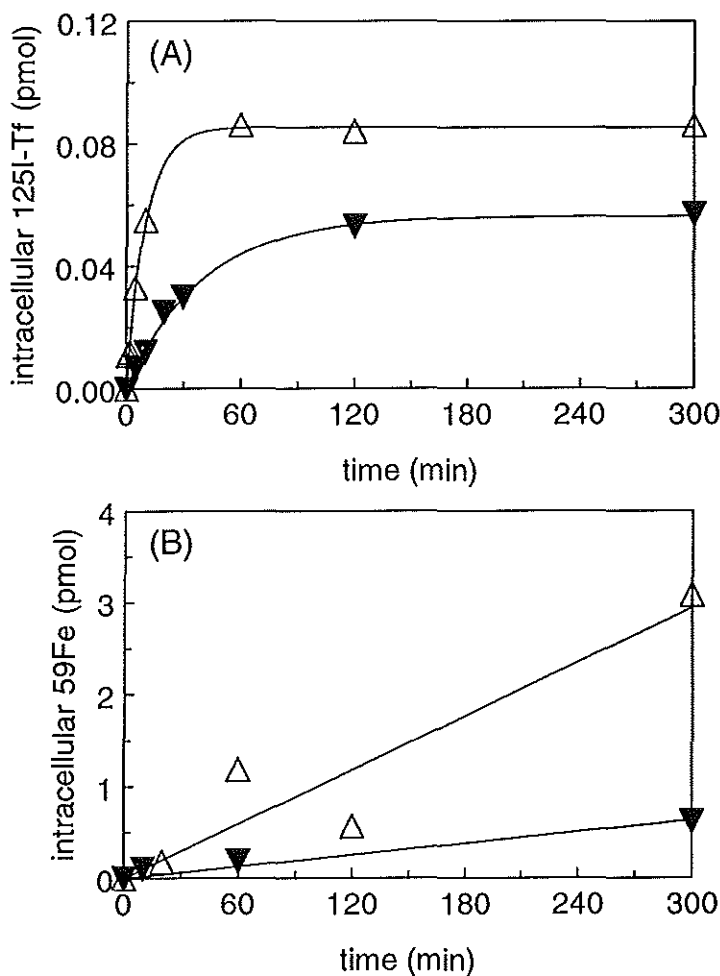 (A)
intracellular 125I-Tf (pmol)
0.12
0.08
0.04
0.00
0 60 120 180 240 300
time (min)
(B)
intracellular 59Fe (pmol)
4
3
2
1
0
0 60 120 180 240 300
time (min)